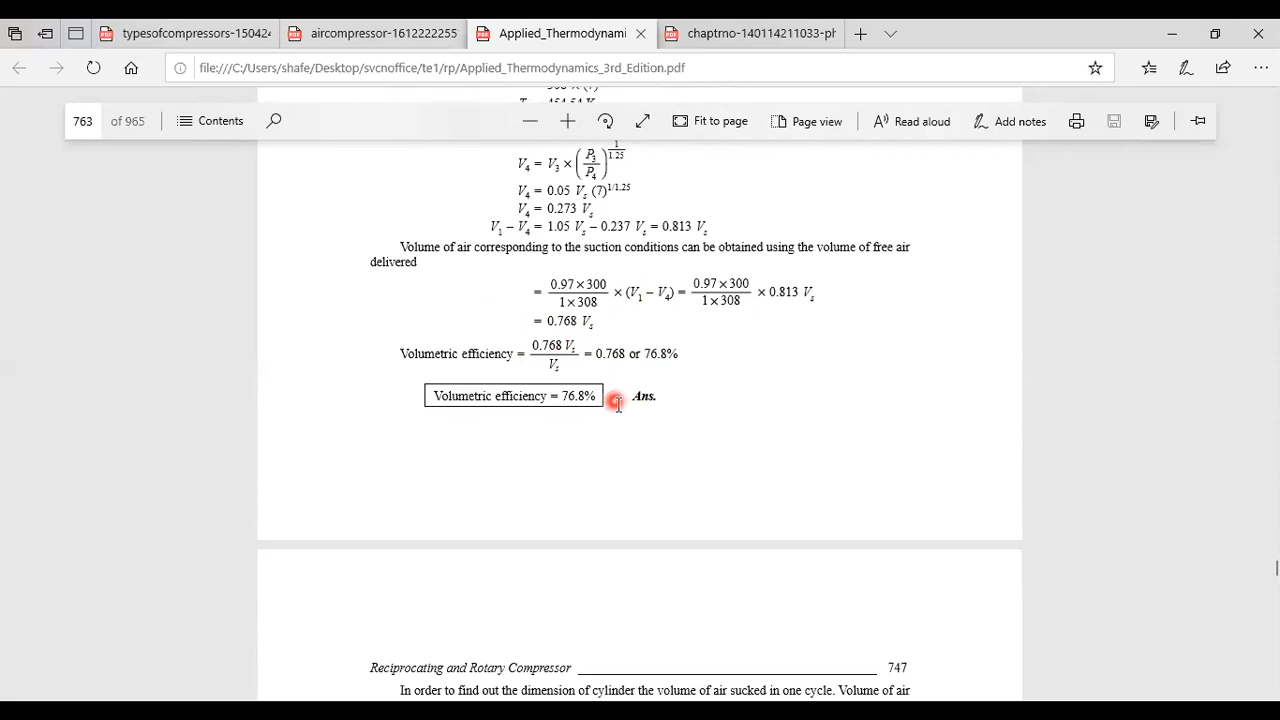 typesofcompressors-150424
aircompressor-1612222255
Applied_Thermodynami
chaptrno-140114211033-ph
file:///C:/Users/shafe/Desktop/svcnoffice/te1/rp/Applied_Thermodynamics_3rd_Edition.pdf
763 of 965 Contents Fit to page Page view Read aloud Add notes
V4 = V3 × (P3/P4)^(1/1.25)
V4 = 0.05 Vs (7)^(1/1.25)
V4 = 0.273 Vs
V1 – V4 = 1.05 Vs – 0.237 Vs = 0.813 Vs
Volume of air corresponding to the suction conditions can be obtained using the volume of free air
delivered
= (0.97 × 300)/(1 × 308) × (V1 – V4) = (0.97 × 300)/(1 × 308) × 0.813 Vs
= 0.768 Vs
Volumetric efficiency = 0.768 Vs/Vs = 0.768 or 76.8%
Volumetric efficiency = 76.8% Ans.
Reciprocating and Rotary Compressor 747
In order to find out the dimension of cylinder the volume of air sucked in one cycle. Volume of air